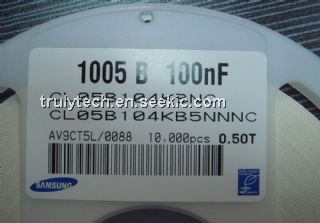 1005 B 100nF
trulytech.en.seekic.com
CL05B104KB5NNNC
AV9CT5L/0088 10,000pcs 0.50T
SAMSUNG